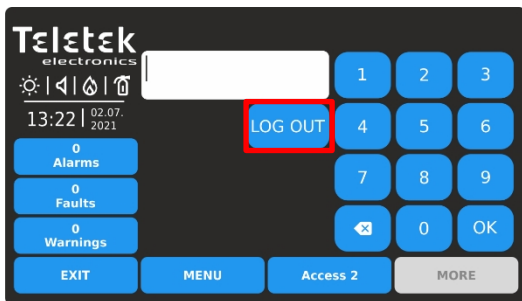 Teletek
electronics
13:22 02.07.
2021
0
Alarms
0
Faults
0
Warnings
LOG OUT
1 2 3
4 5 6
7 8 9
0 OK
EXIT MENU Access 2 MORE